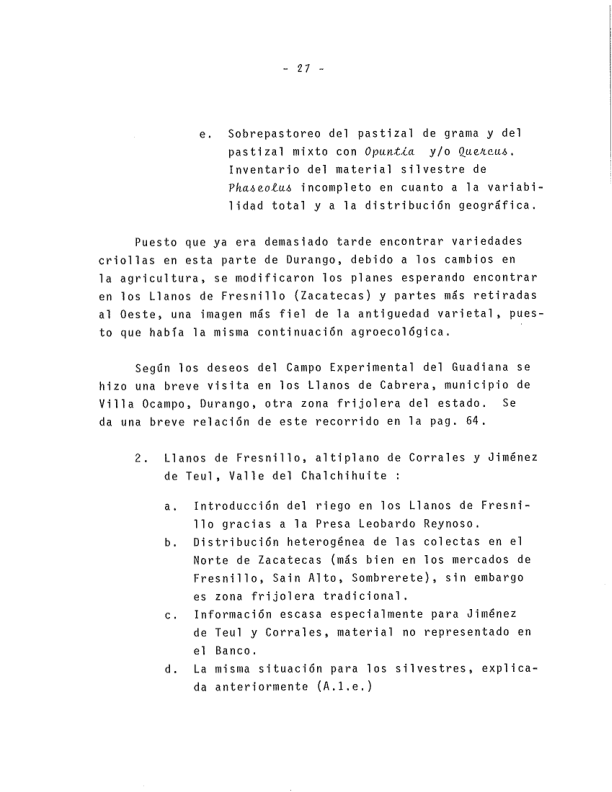 - 27 -
e. Sobrepastoreo del pastizal de grama y del
pastizal mixto con Opuntia y/o Quercus.
Inventario del material silvestre de
Phaseolus incompleto en cuanto a la variabi-
lidad total y a la distribución geográfica.
Puesto que ya era demasiado tarde encontrar variedades
criollas en esta parte de Durango, debido a los cambios en
la agricultura, se modificaron los planes esperando encontrar
en los Llanos de Fresnillo (Zacatecas) y partes más retiradas
al Oeste, una imagen más fiel de la antiguedad varietal, pues-
to que había la misma continuación agroecológica.
Según los deseos del Campo Experimental del Guadiana se
hizo una breve visita en los Llanos de Cabrera, municipio de
Villa Ocampo, Durango, otra zona frijolera del estado. Se
da una breve relación de este recorrido en la pag. 64.
2. Llanos de Fresnillo, altiplano de Corrales y Jiménez
de Teul, Valle del Chalchihuite :
a. Introducción del riego en los Llanos de Fresni-
llo gracias a la Presa Leobardo Reynoso.
b. Distribución heterogénea de las colectas en el
Norte de Zacatecas (más bien en los mercados de
Fresnillo, Sain Alto, Sombrerete), sin embargo
es zona frijolera tradicional.
c. Información escasa especialmente para Jiménez
de Teul y Corrales, material no representado en
el Banco.
d. La misma situación para los silvestres, explica-
da anteriormente (A.1.e.)